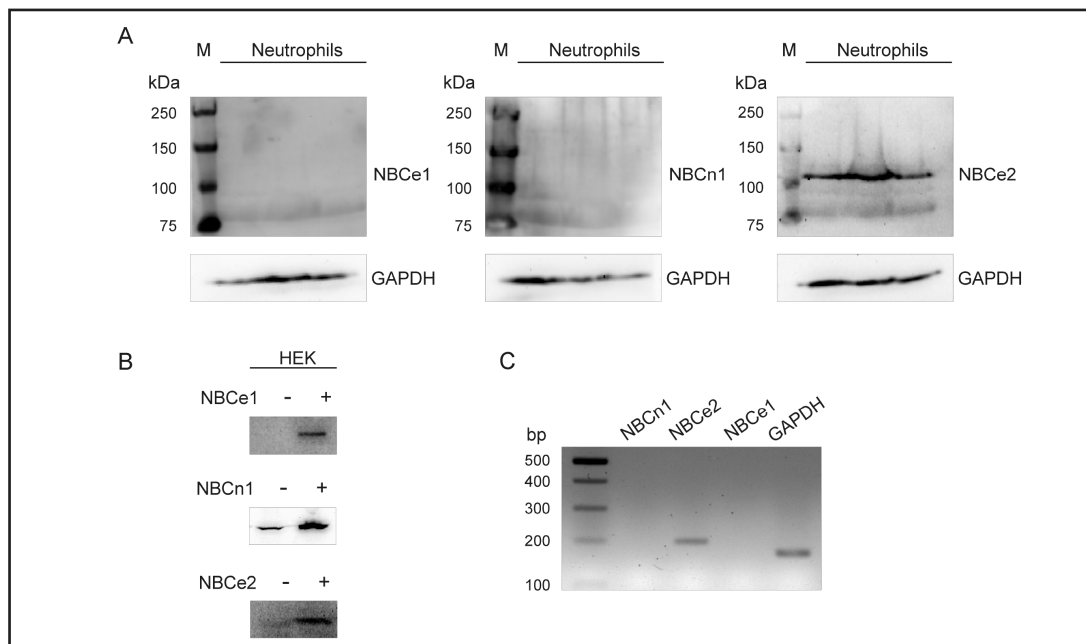 A
M Neutrophils
kDa
250
150
100
75
NBCe1
GAPDH
M Neutrophils
kDa
250
150
100
75
NBCn1
GAPDH
M Neutrophils
kDa
250
150
100
75
NBCe2
GAPDH
B
HEK
NBCe1 - +
NBCn1 - +
NBCe2 - +
C
NBCn1 NBCe2 NBCe1 GAPDH
bp
500
400
300
200
100